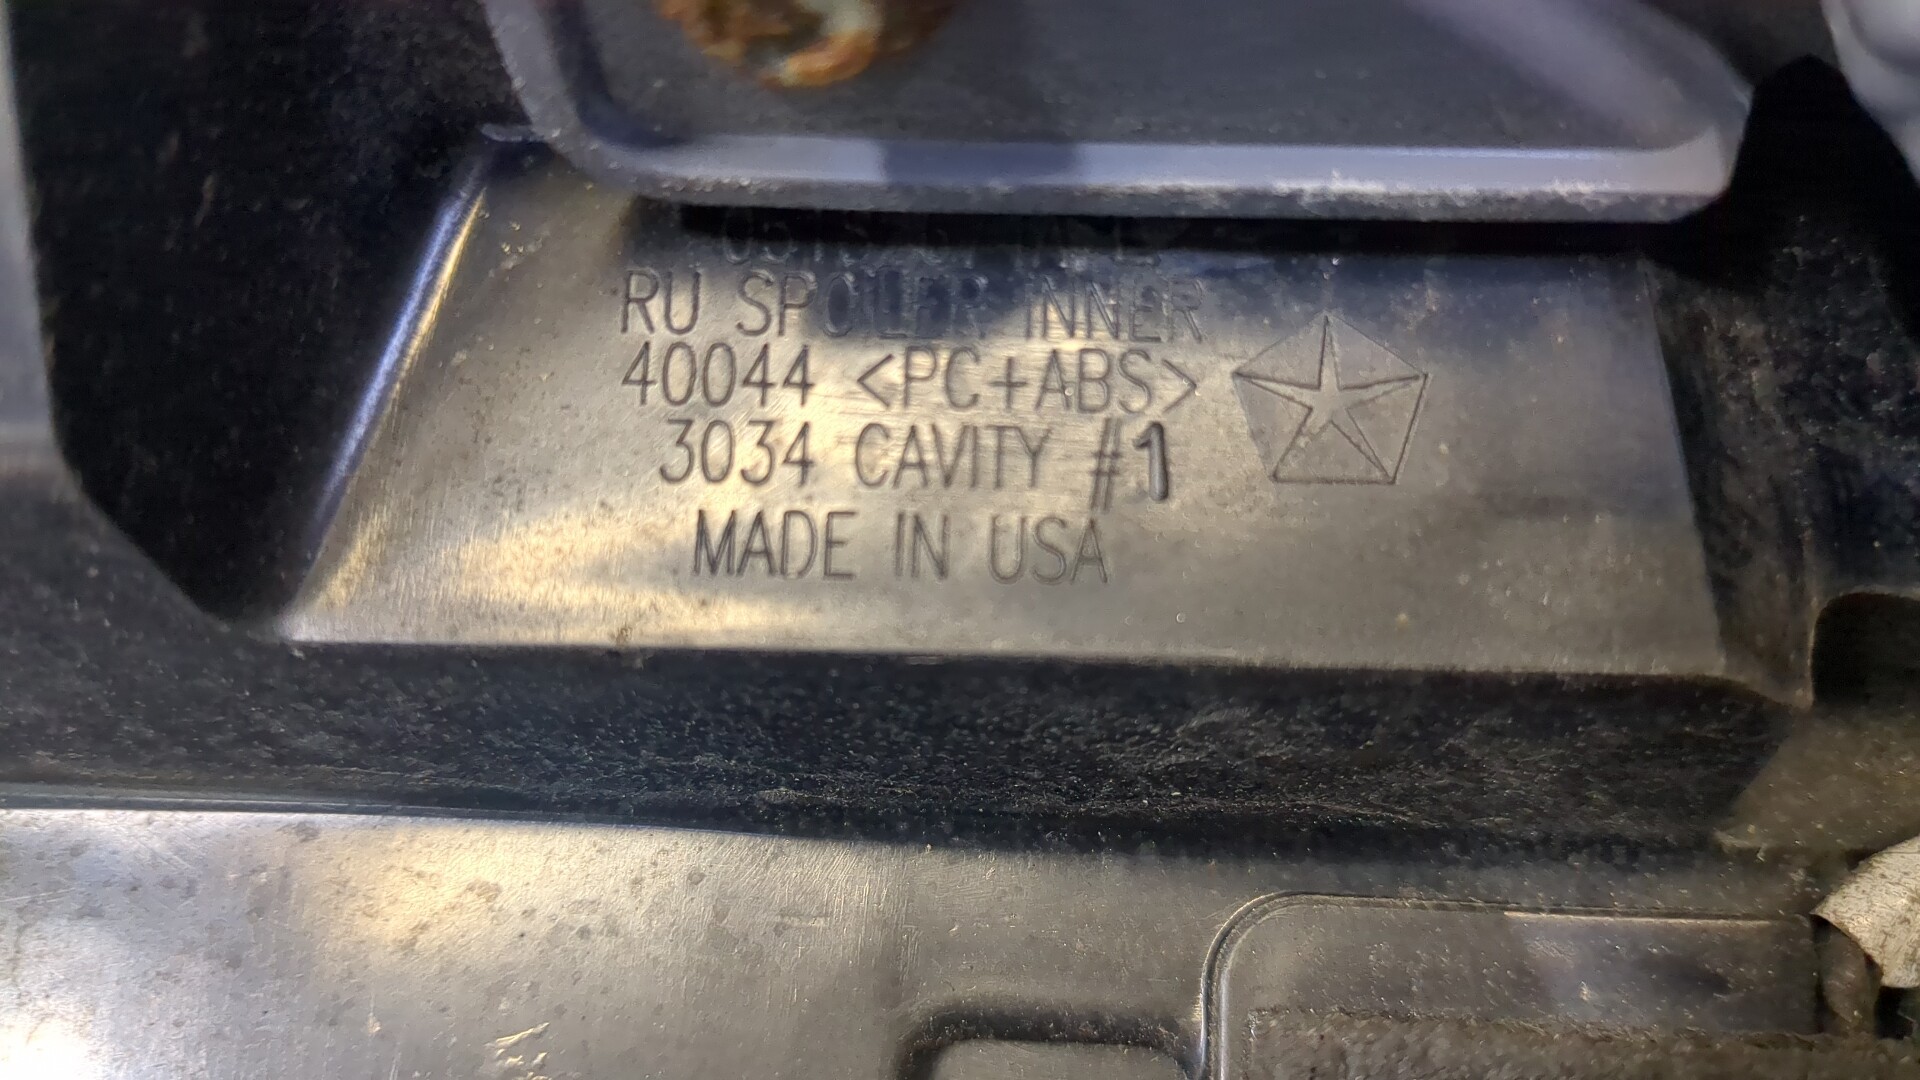 RU SPOILER INNER
40044 <PC+ABS>
3034 CAVITY #1
MADE IN USA